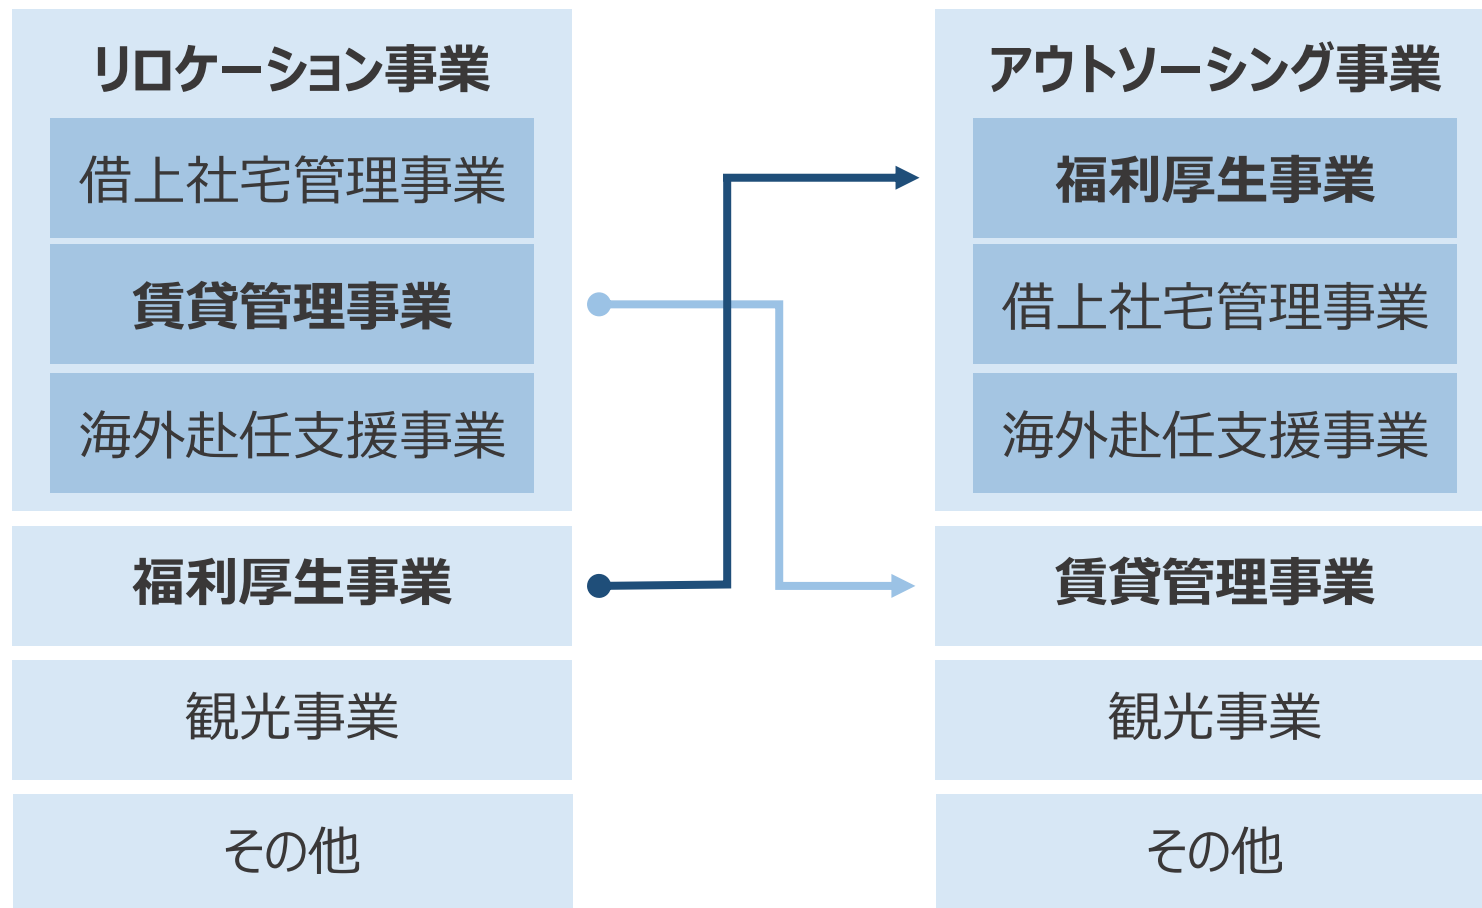 リロケーション事業
借上社宅管理事業
賃貸管理事業
海外赴任支援事業
福利厚生事業
観光事業
その他
アウトソーシング事業
福利厚生事業
借上社宅管理事業
海外赴任支援事業
賃貸管理事業
観光事業
その他